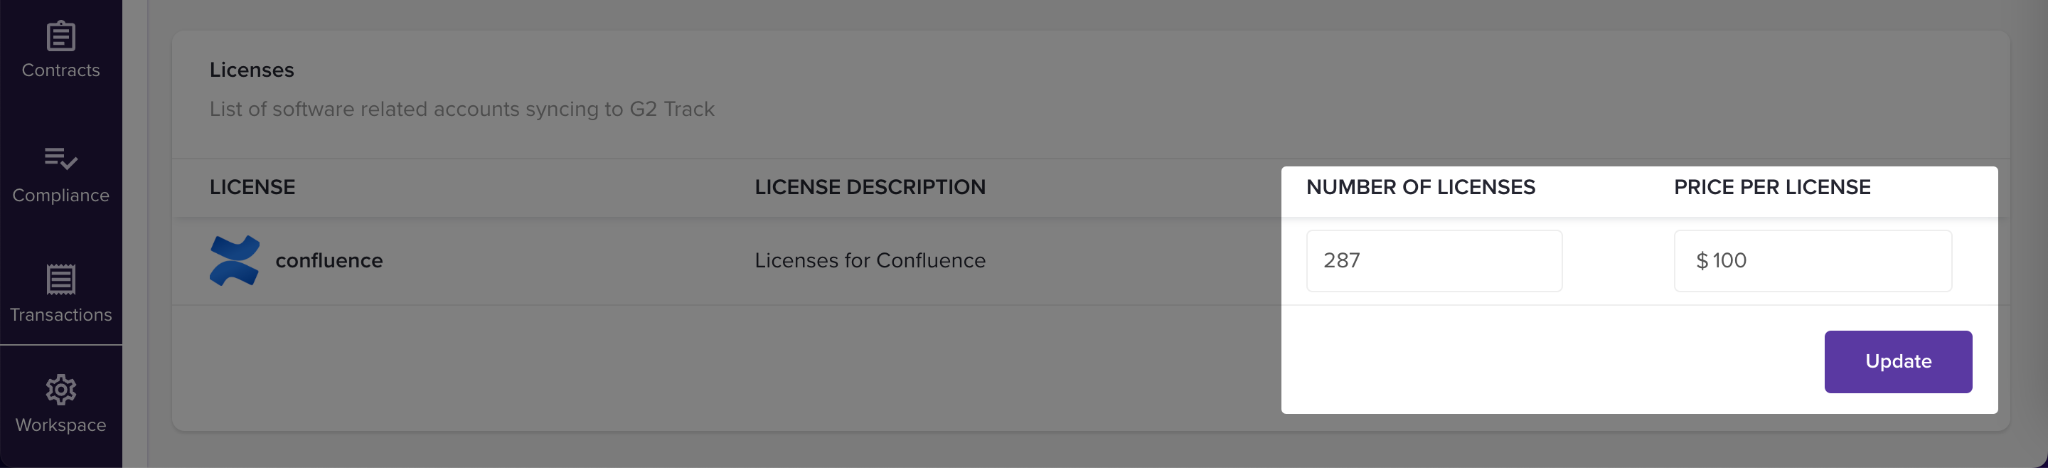 Contracts
Compliance
Transactions
Workspace
Licenses
List of software related accounts syncing to G2 Track
LICENSE LICENSE DESCRIPTION NUMBER OF LICENSES PRICE PER LICENSE
confluence Licenses for Confluence 287 $ 100
Update